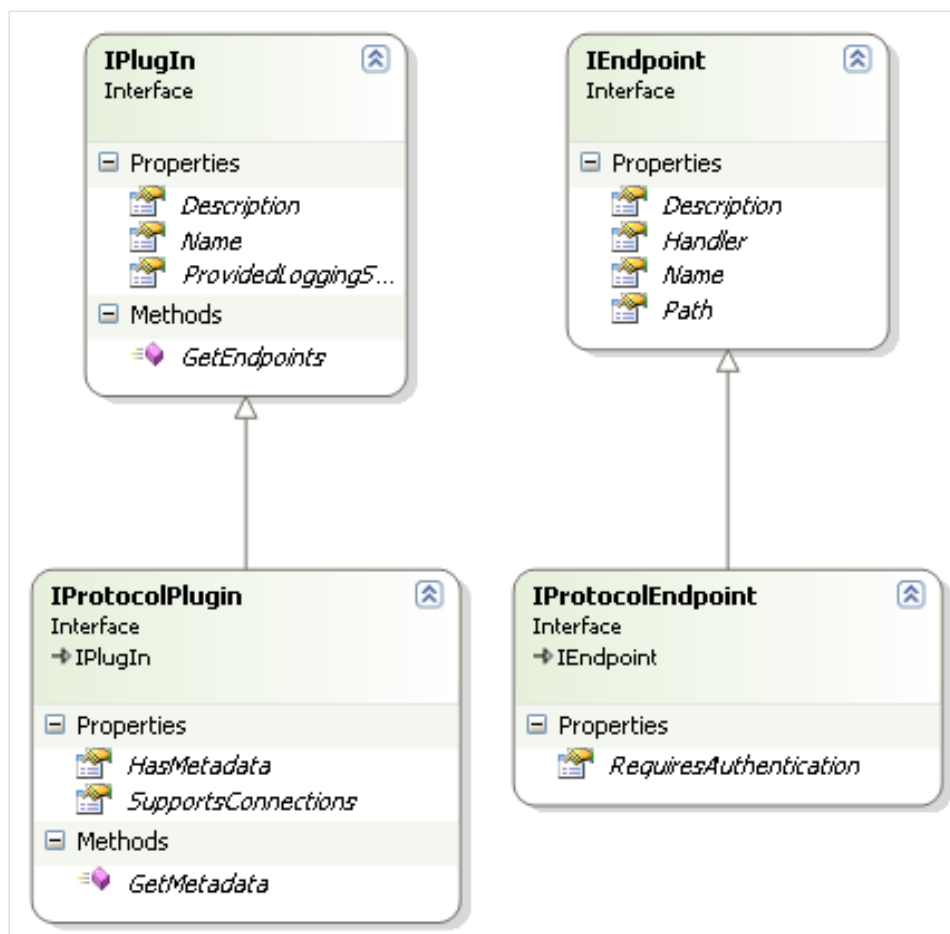 IPlugIn
Interface
Properties
Description
Name
ProvidedLoggingS...
Methods
GetEndpoints
IEndpoint
Interface
Properties
Description
Handler
Name
Path
IProtocolPlugin
Interface
IPlugIn
Properties
HasMetadata
SupportsConnections
Methods
GetMetadata
IProtocolEndpoint
Interface
IEndpoint
Properties
RequiresAuthentication